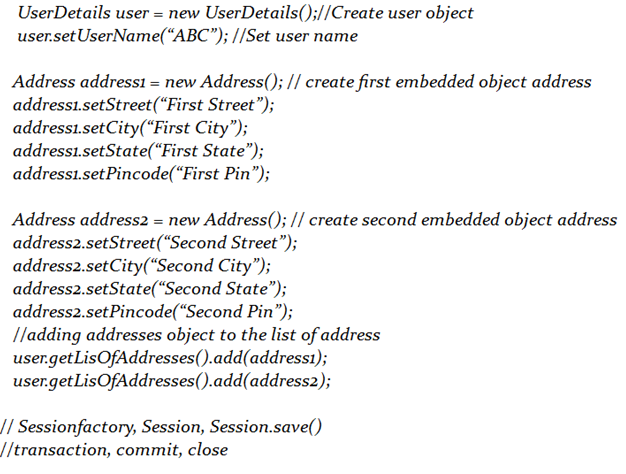 UserDetails user = new UserDetails();//Create user object
user.setUserName(“ABC”); //Set user name
Address address1 = new Address(); // create first embedded object address
address1.setStreet(“First Street”);
address1.setCity(“First City”);
address1.setState(“First State”);
address1.setPincode(“First Pin”);
Address address2 = new Address(); // create second embedded object address
address2.setStreet(“Second Street”);
address2.setCity(“Second City”);
address2.setState(“Second State”);
address2.setPincode(“Second Pin”);
//adding addresses object to the list of address
user.getLisOfAddresses().add(address1);
user.getLisOfAddresses().add(address2);
// Sessionfactory, Session, Session.save()
//transaction, commit, close